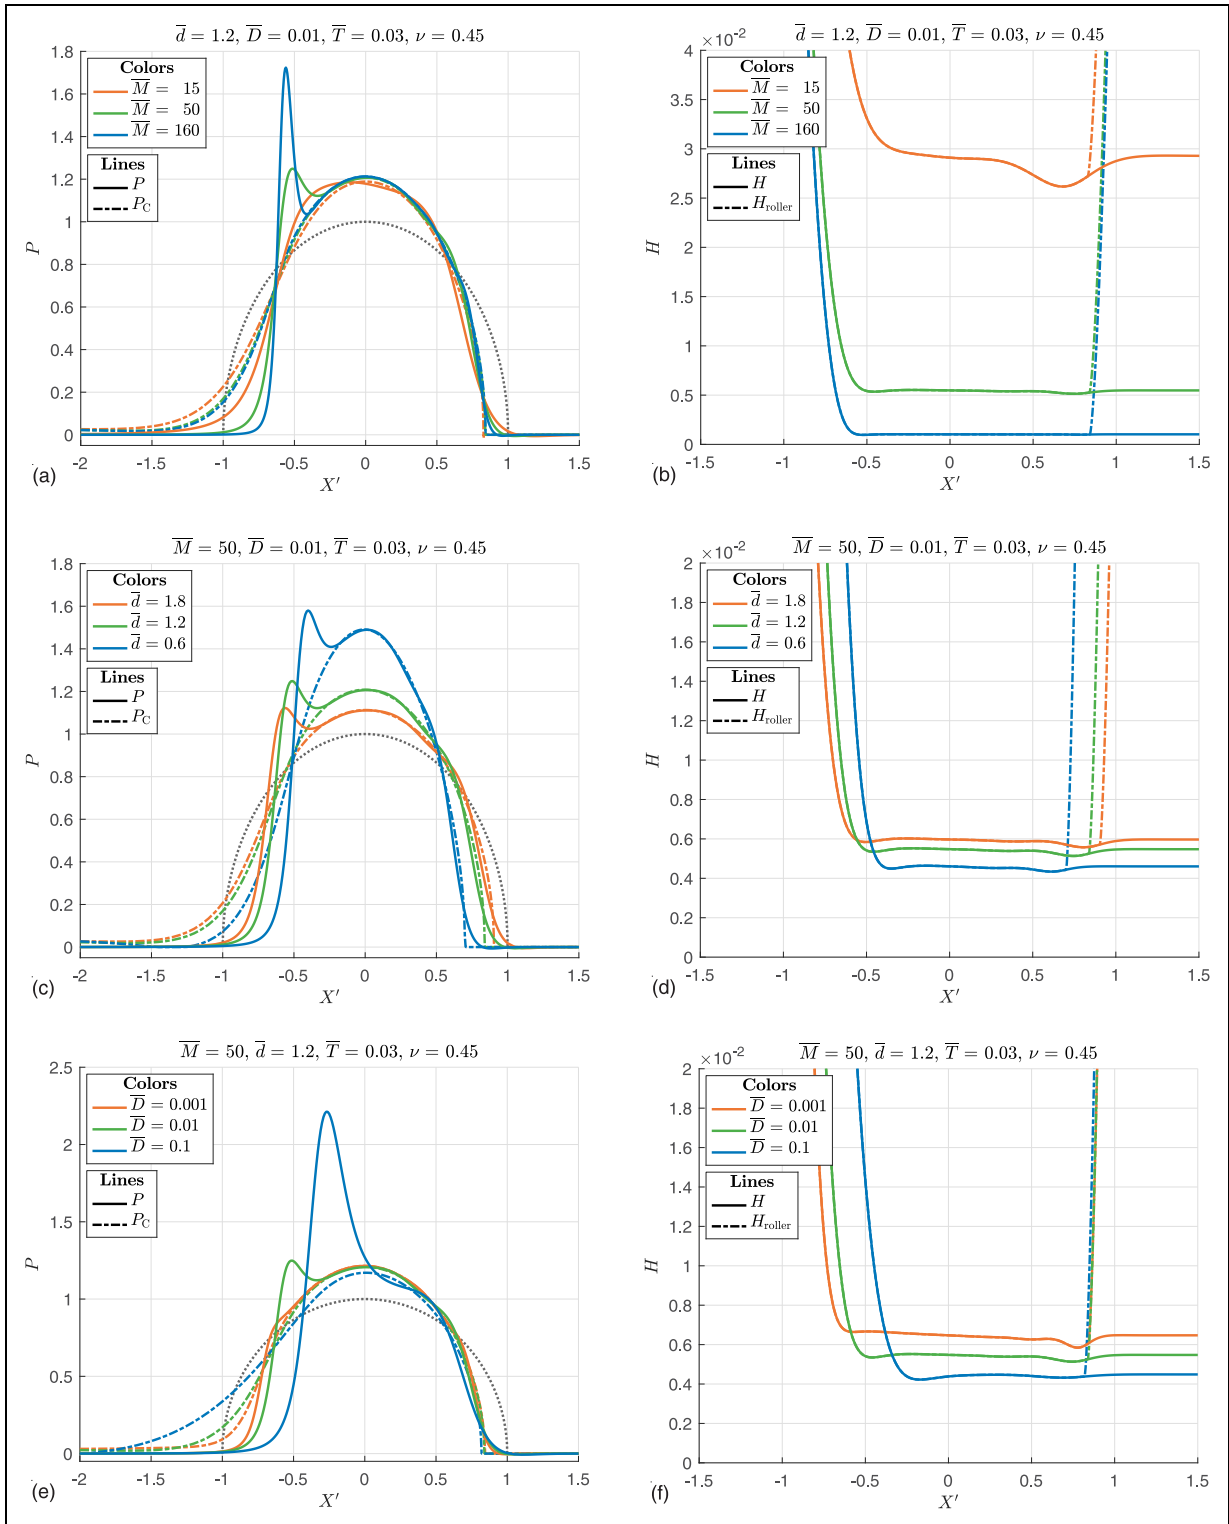 d̅ = 1.2, D̅ = 0.01, T̅ = 0.03, ν = 0.45
1.8
1.6
1.4
1.2
1
0.8
0.6
0.4
0.2
0
P
Colors
M̅ = 15
M̅ = 50
M̅ = 160
Lines
P
P_C
-2 -1.5 -1 -0.5 0 0.5 1 1.5
X′
(a)
d̅ = 1.2, D̅ = 0.01, T̅ = 0.03, ν = 0.45
×10⁻²
4
3.5
3
2.5
2
1.5
1
0.5
0
H
Colors
M̅ = 15
M̅ = 50
M̅ = 160
Lines
H
H_roller
-1.5 -1 -0.5 0 0.5 1 1.5
X′
(b)
M̅ = 50, D̅ = 0.01, T̅ = 0.03, ν = 0.45
1.8
1.6
1.4
1.2
1
0.8
0.6
0.4
0.2
0
P
Colors
d̅ = 1.8
d̅ = 1.2
d̅ = 0.6
Lines
P
P_C
-2 -1.5 -1 -0.5 0 0.5 1 1.5
X′
(c)
M̅ = 50, D̅ = 0.01, T̅ = 0.03, ν = 0.45
×10⁻²
2
1.8
1.6
1.4
1.2
1
0.8
0.6
0.4
0.2
0
H
Colors
d̅ = 1.8
d̅ = 1.2
d̅ = 0.6
Lines
H
H_roller
-1.5 -1 -0.5 0 0.5 1 1.5
X′
(d)
M̅ = 50, d̅ = 1.2, T̅ = 0.03, ν = 0.45
2.5
2
1.5
1
0.5
0
P
Colors
D̅ = 0.001
D̅ = 0.01
D̅ = 0.1
Lines
P
P_C
-2 -1.5 -1 -0.5 0 0.5 1 1.5
X′
(e)
M̅ = 50, d̅ = 1.2, T̅ = 0.03, ν = 0.45
×10⁻²
2
1.8
1.6
1.4
1.2
1
0.8
0.6
0.4
0.2
0
H
Colors
D̅ = 0.001
D̅ = 0.01
D̅ = 0.1
Lines
H
H_roller
-1.5 -1 -0.5 0 0.5 1 1.5
X′
(f)